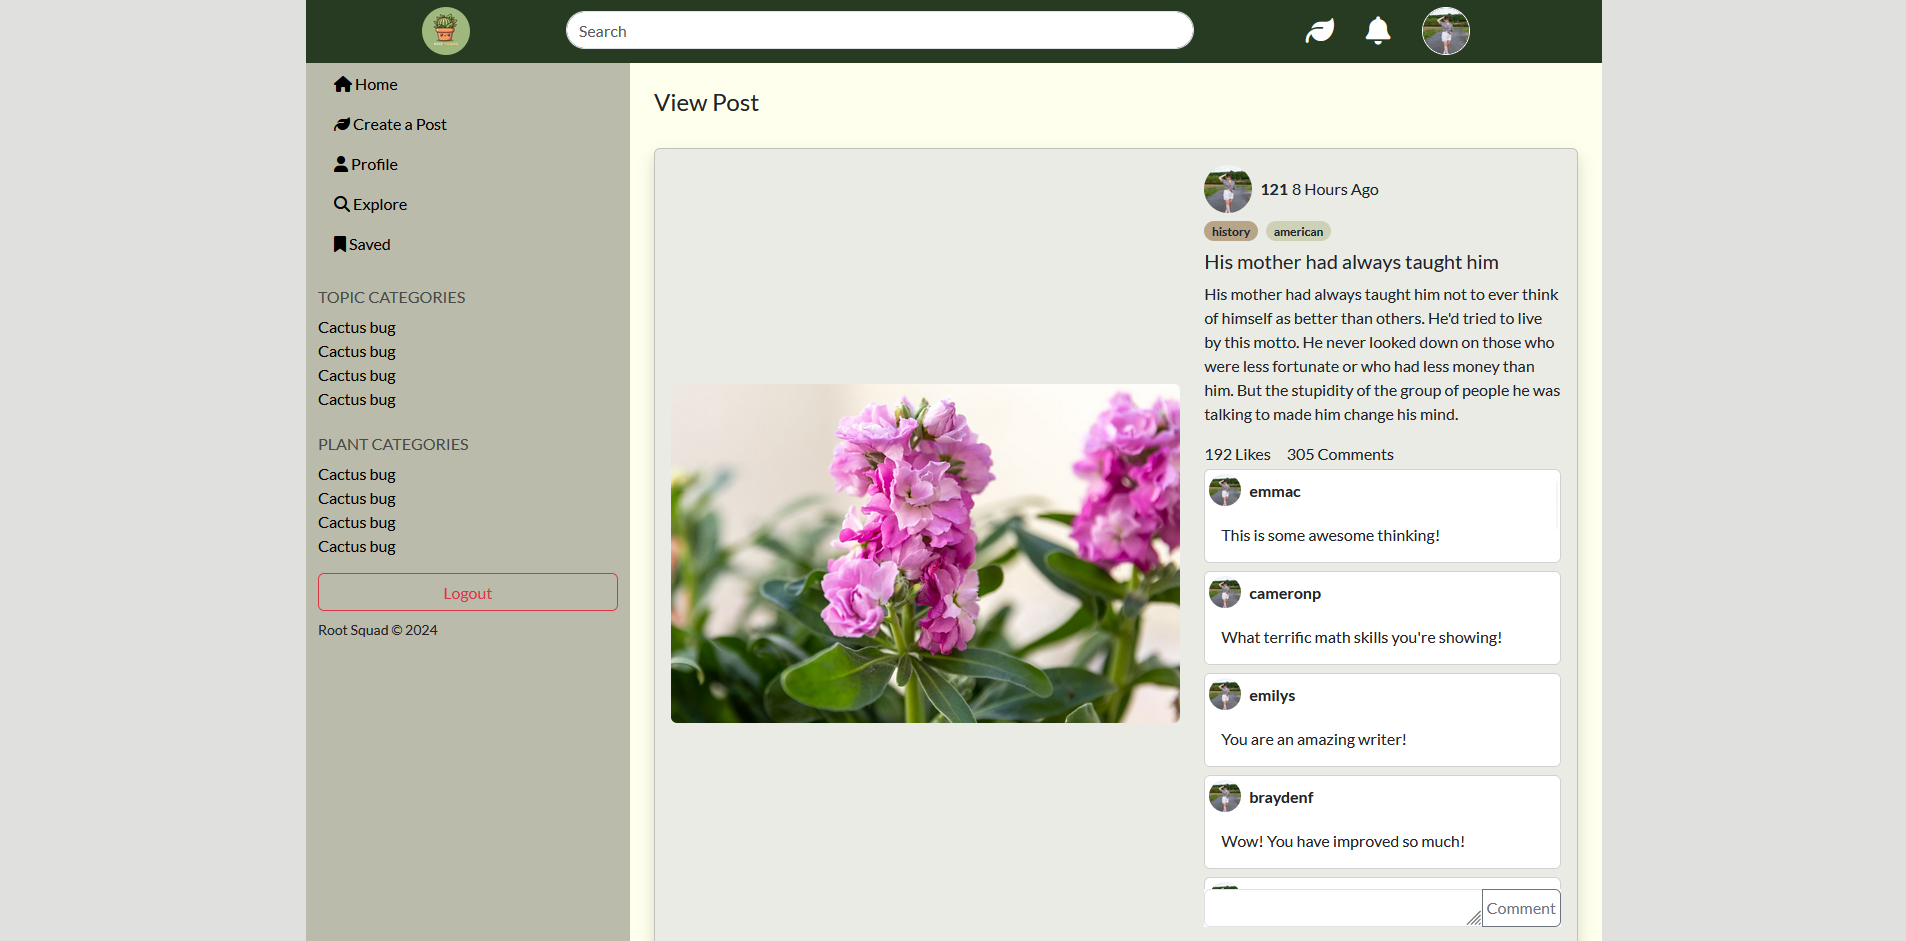 Search
Home
Create a Post
Profile
Explore
Saved
TOPIC CATEGORIES
Cactus bug
Cactus bug
Cactus bug
Cactus bug
PLANT CATEGORIES
Cactus bug
Cactus bug
Cactus bug
Cactus bug
Logout
Root Squad © 2024
View Post
121 8 Hours Ago
history american
His mother had always taught him
His mother had always taught him not to ever think
of himself as better than others. He'd tried to live
by this motto. He never looked down on those who
were less fortunate or who had less money than
him. But the stupidity of the group of people he was
talking to made him change his mind.
192 Likes 305 Comments
emmac
This is some awesome thinking!
cameronp
What terrific math skills you're showing!
emilys
You are an amazing writer!
braydenf
Wow! You have improved so much!
Comment